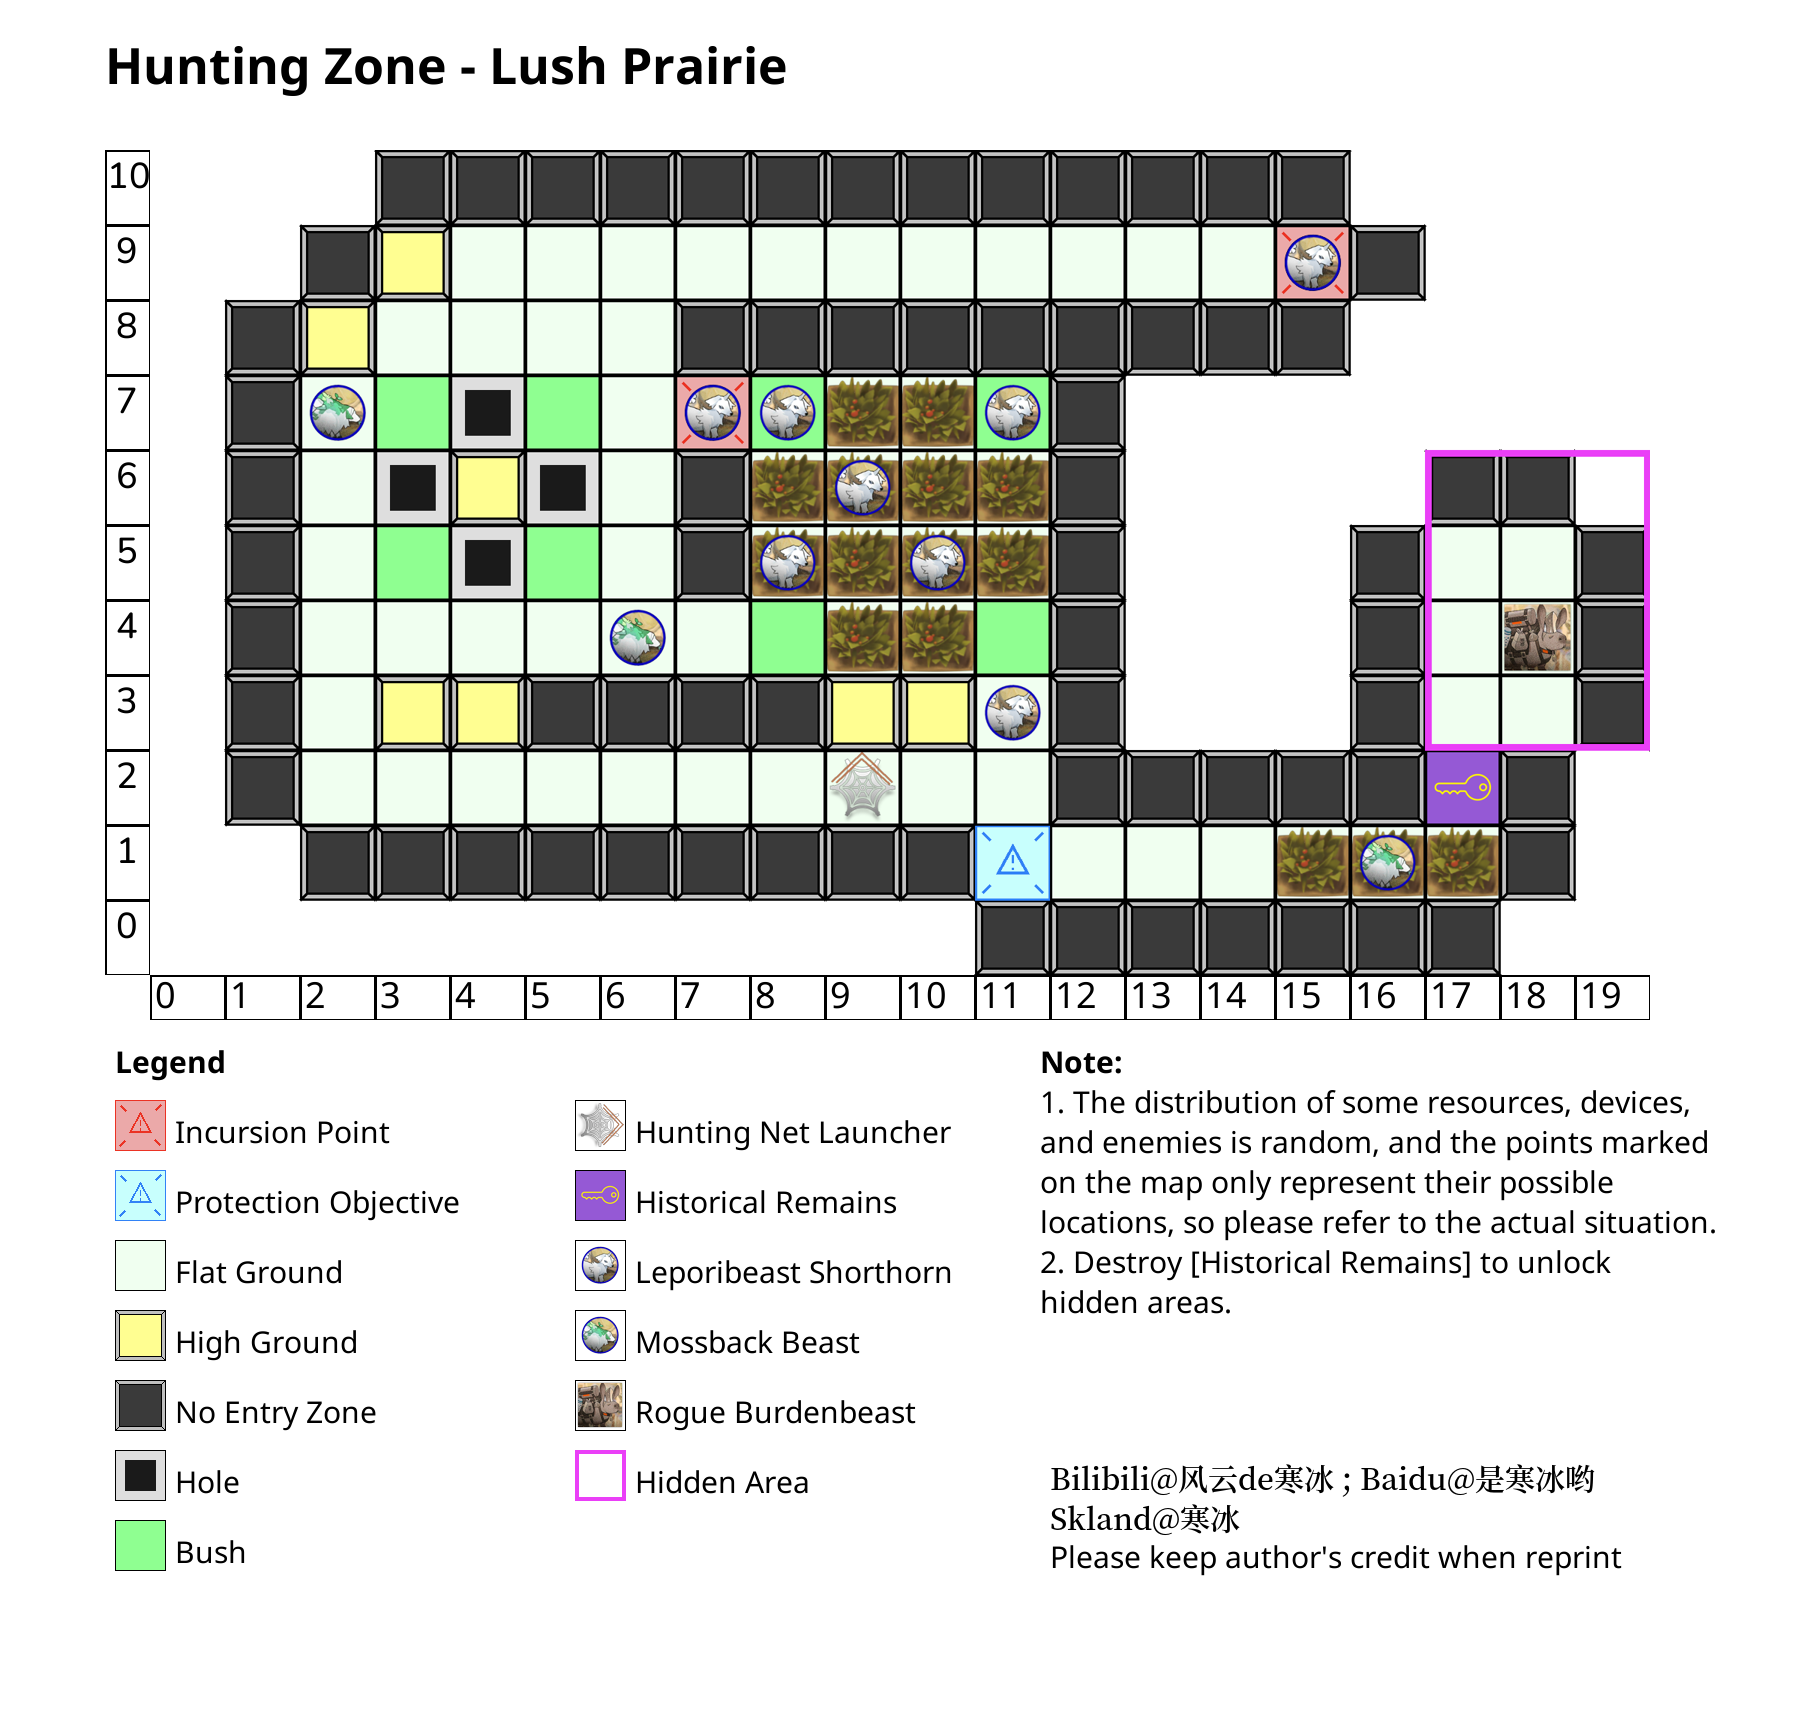 Hunting Zone - Lush Prairie
10
9
8
7
6
5
4
3
2
1
0
0 1 2 3 4 5 6 7 8 9 10 11 12 13 14 15 16 17 18 19
Legend
Incursion Point
Protection Objective
Flat Ground
High Ground
No Entry Zone
Hole
Bush
Hunting Net Launcher
Historical Remains
Leporibeast Shorthorn
Mossback Beast
Rogue Burdenbeast
Hidden Area
Note:
1. The distribution of some resources, devices,
and enemies is random, and the points marked
on the map only represent their possible
locations, so please refer to the actual situation.
2. Destroy [Historical Remains] to unlock
hidden areas.
Bilibili@风云de寒冰 ; Baidu@是寒冰哟
Skland@寒冰
Please keep author's credit when reprint